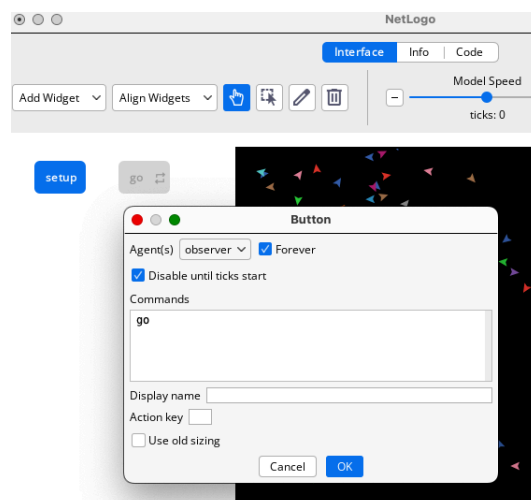 NetLogo
Interface Info Code
Add Widget Align Widgets Model Speed
ticks: 0
setup go
Button
Agent(s) observer Forever
Disable until ticks start
Commands
go
Display name
Action key
Use old sizing
Cancel OK